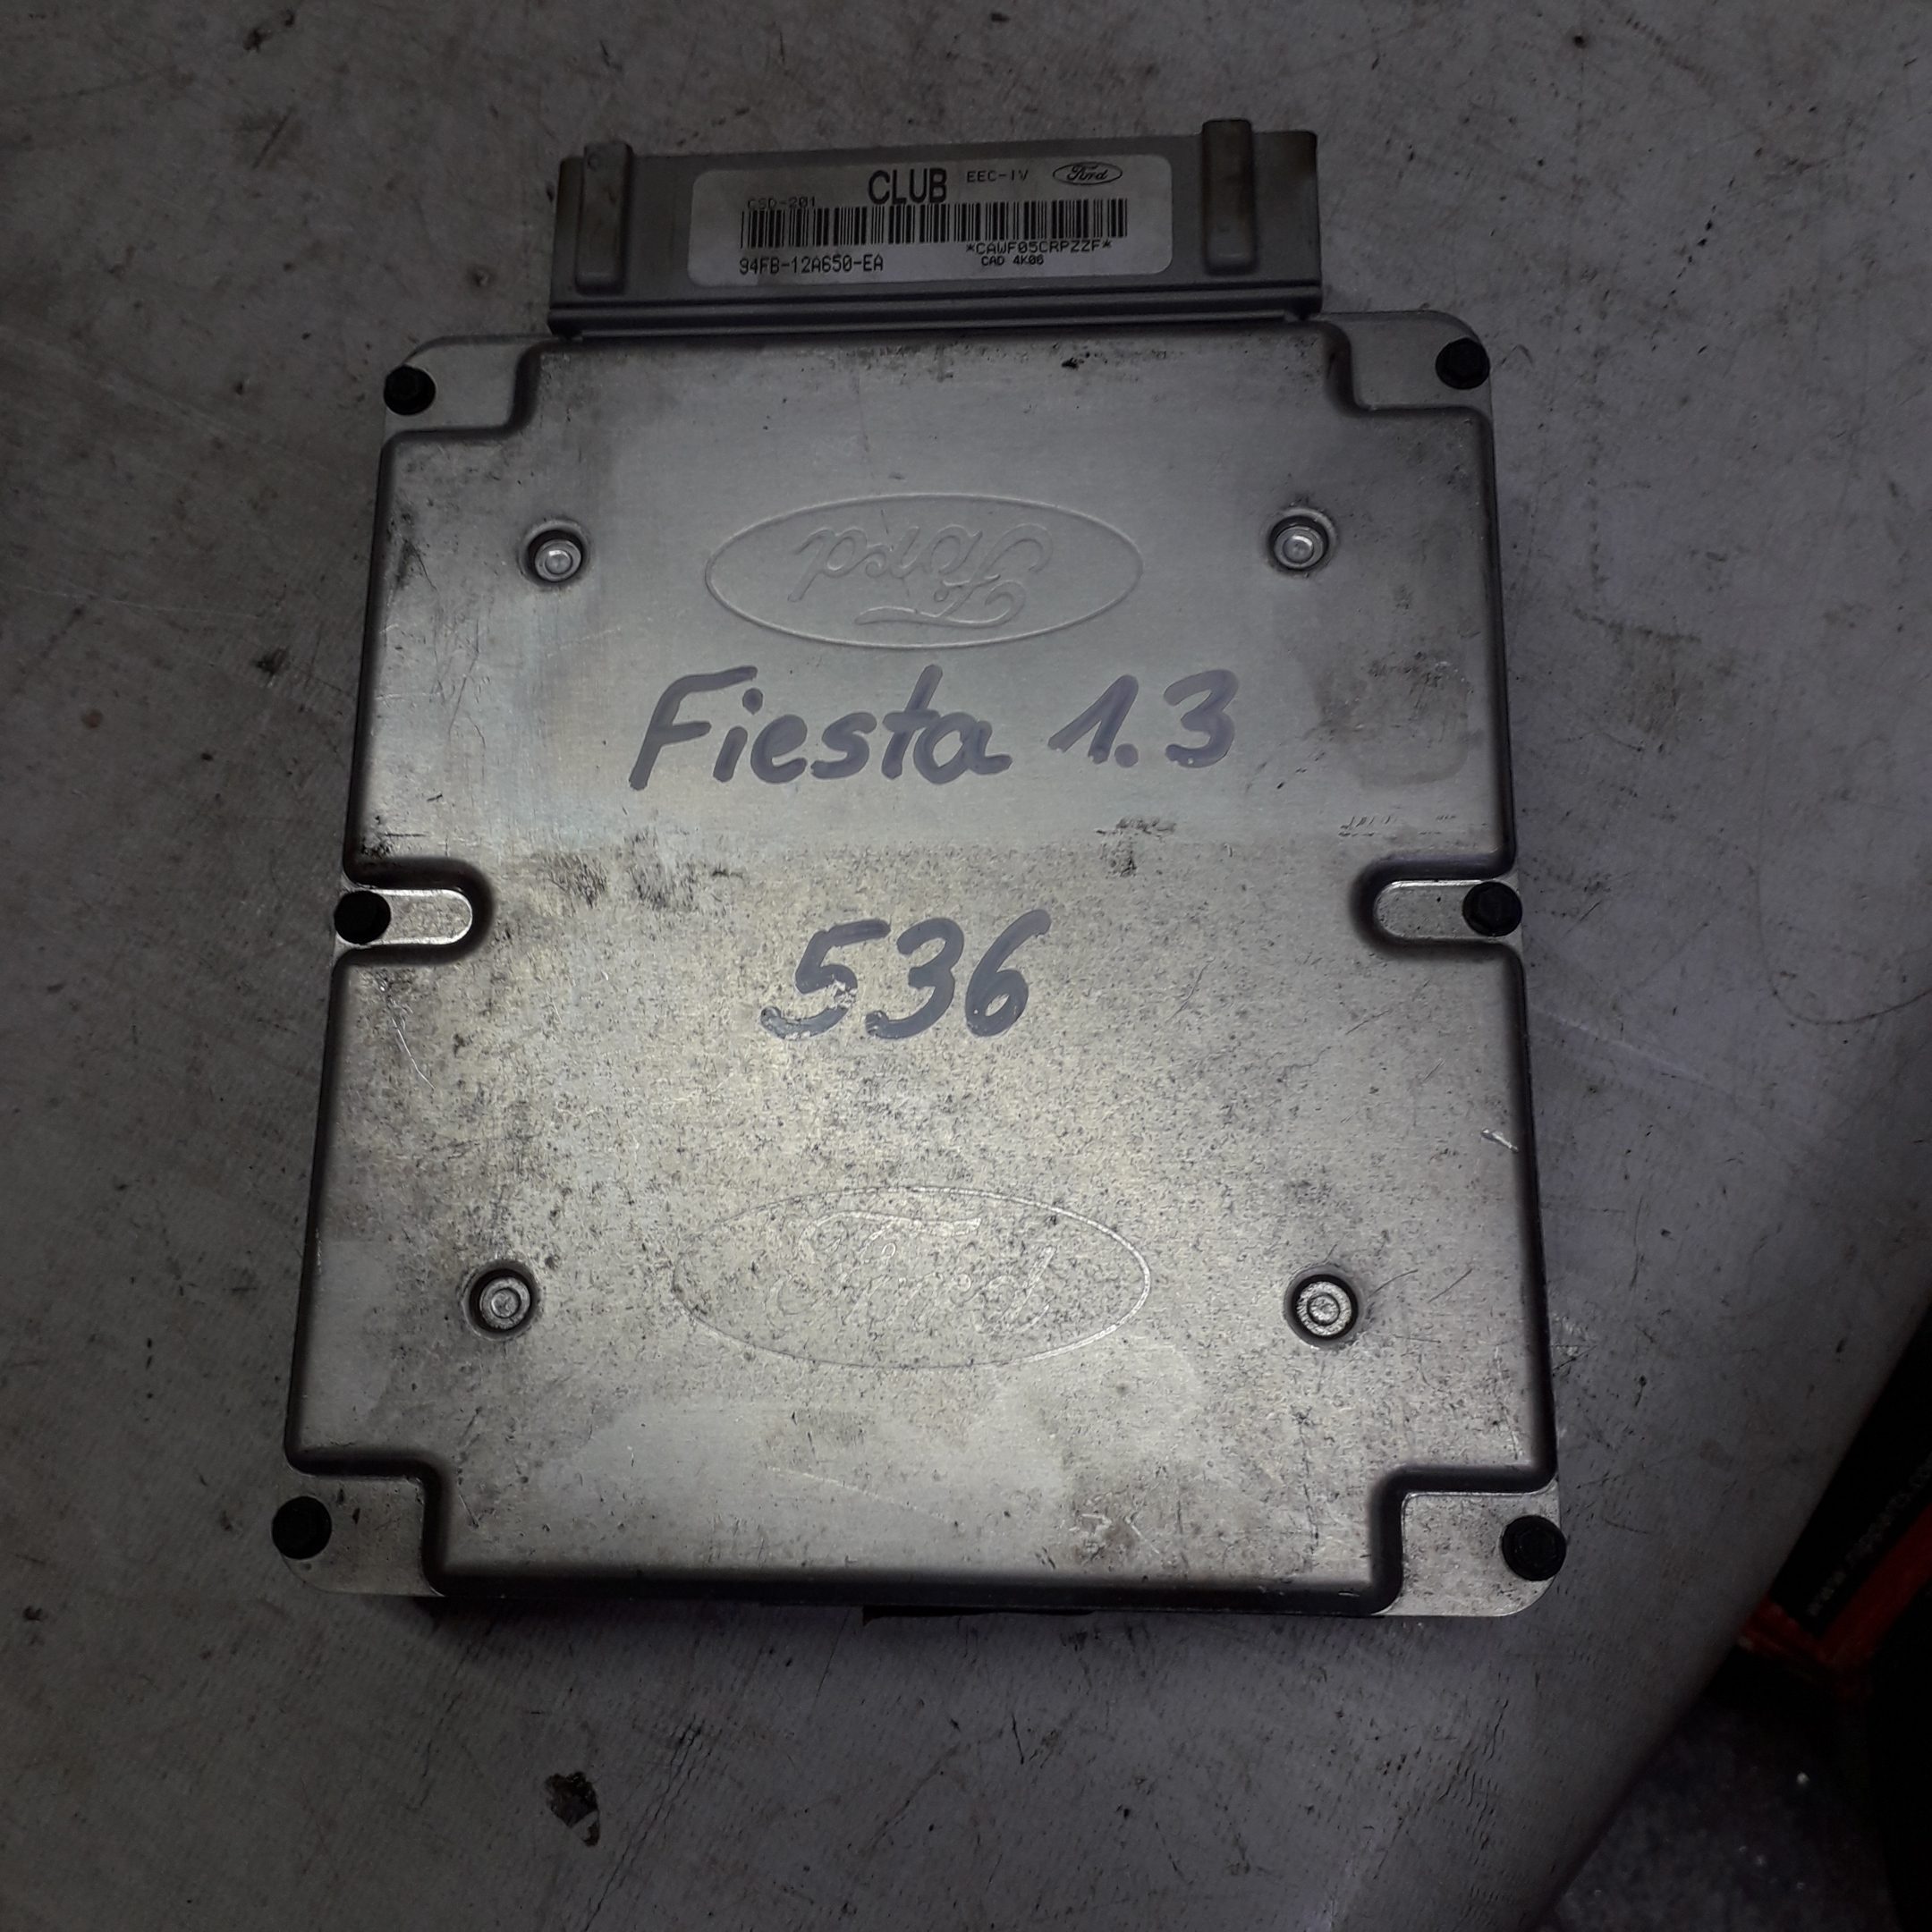 CLUB EEC-IV Ford
CSD-201
*CAWF05CRPZZF*
94FB-12A650-EA CAD 4K06
Ford
Fiesta 1.3
536
Ford